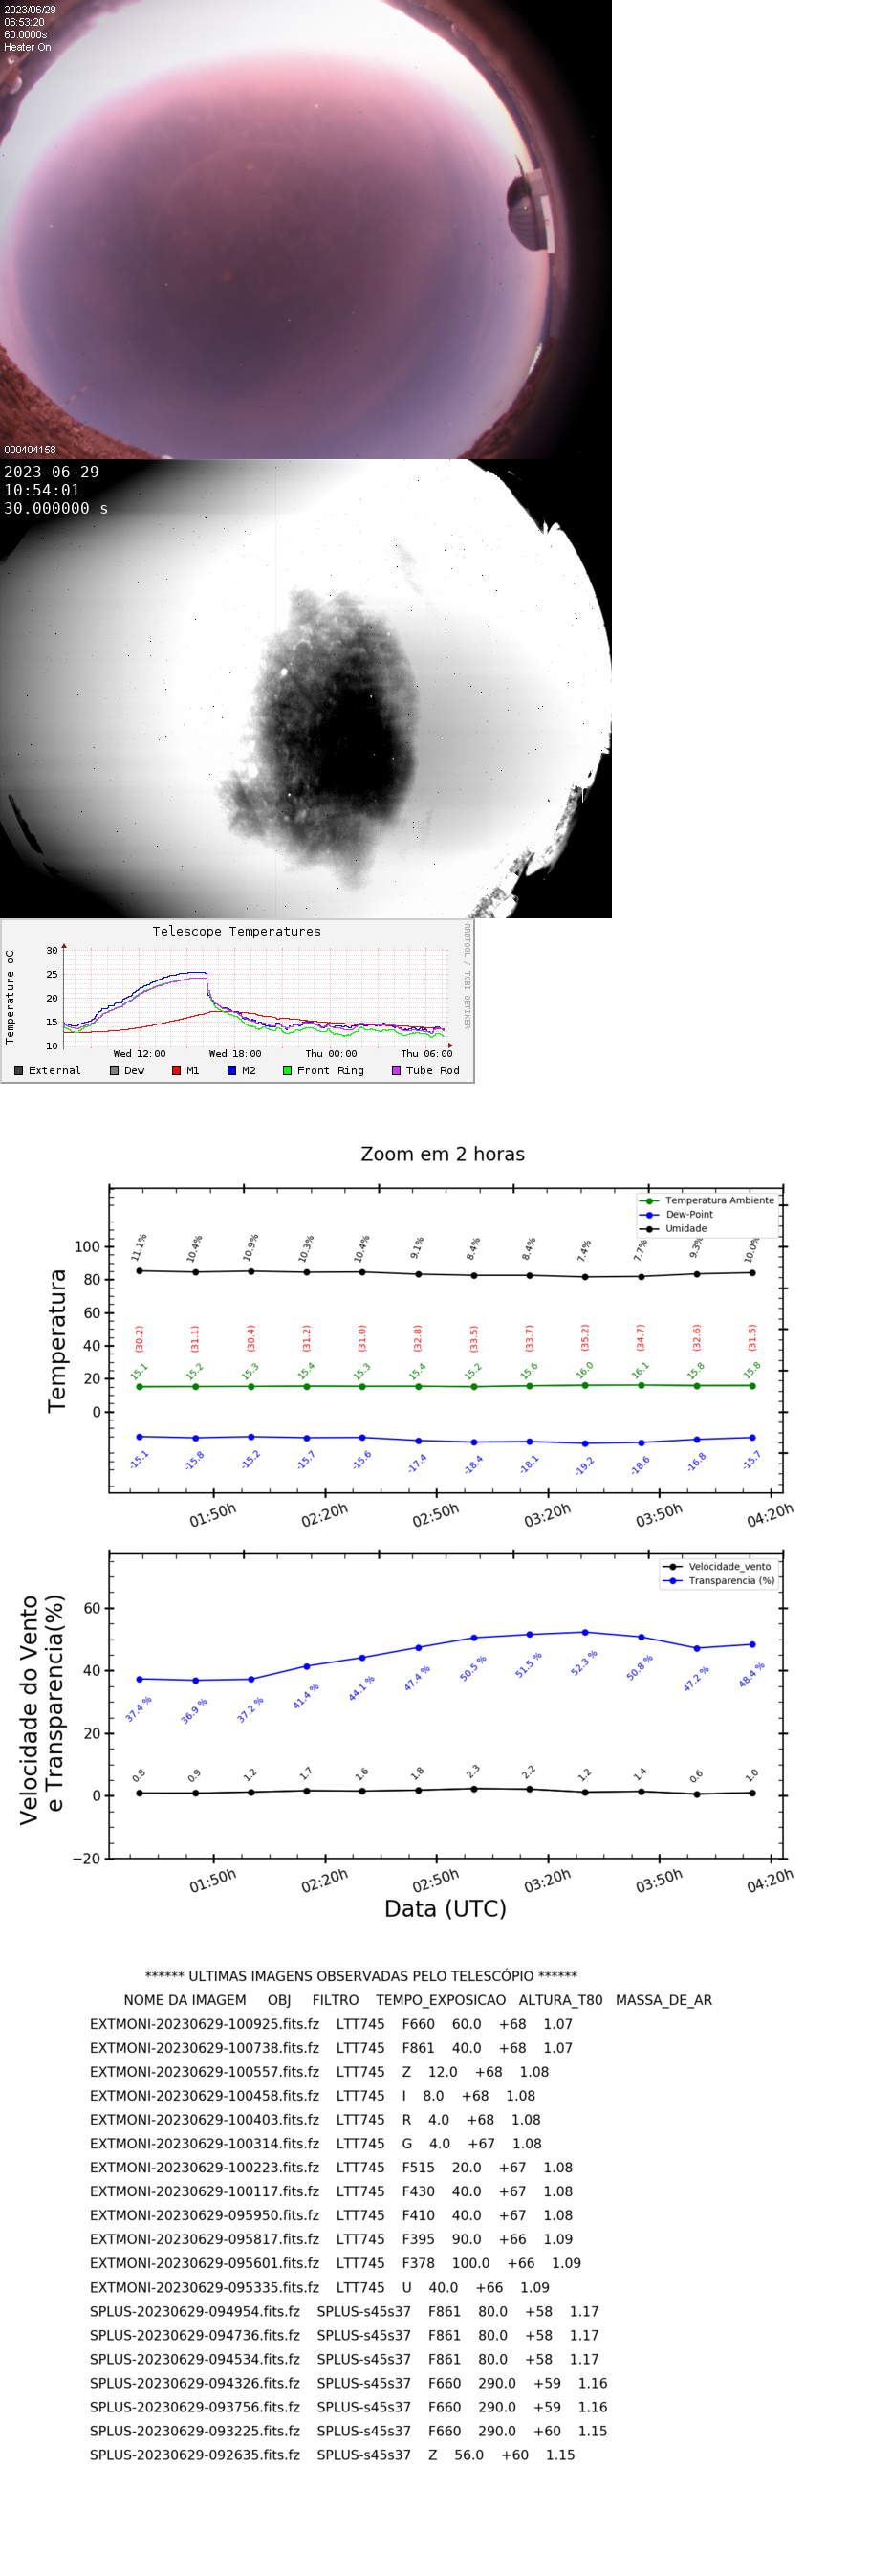 2023/06/29
06:53:20
60.0000s
Heater On
000404158
2023-06-29
10:54:01
30.000000 s
Telescope Temperatures
RRDTOOL / TOBI OETIKER
Temperature oC
30
25
20
15
10
Wed 12:00 Wed 18:00 Thu 00:00 Thu 06:00
External Dew M1 M2 Front Ring Tube Rod
Zoom em 2 horas
Temperatura Ambiente
Dew-Point
Umidade
Temperatura
100
80
60
40
20
0
11.1% 10.4% 10.9% 10.3% 10.4% 9.1% 8.4% 8.4% 7.4% 7.7% 9.3% 10.0%
(30.2) (31.1) (30.4) (31.2) (31.0) (32.8) (33.5) (33.7) (35.2) (34.7) (32.6) (31.5)
15.1 15.2 15.3 15.4 15.3 15.4 15.2 15.6 16.0 16.1 15.8 15.8
-15.1 -15.8 -15.2 -15.7 -15.6 -17.4 -18.4 -18.1 -19.2 -18.6 -16.8 -15.7
01:50h 02:20h 02:50h 03:20h 03:50h 04:20h
Velocidade_vento
Transparencia (%)
Velocidade do Vento
e Transparencia(%)
60
40
20
0
−20
37.4 % 36.9 % 37.2 % 41.4 % 44.1 % 47.4 % 50.5 % 51.5 % 52.3 % 50.8 % 47.2 % 48.4 %
0.8 0.9 1.2 1.7 1.6 1.8 2.3 2.2 1.2 1.4 0.6 1.0
01:50h 02:20h 02:50h 03:20h 03:50h 04:20h
Data (UTC)
****** ULTIMAS IMAGENS OBSERVADAS PELO TELESCÓPIO ******
NOME DA IMAGEM OBJ FILTRO TEMPO_EXPOSICAO ALTURA_T80 MASSA_DE_AR
EXTMONI-20230629-100925.fits.fz LTT745 F660 60.0 +68 1.07
EXTMONI-20230629-100738.fits.fz LTT745 F861 40.0 +68 1.07
EXTMONI-20230629-100557.fits.fz LTT745 Z 12.0 +68 1.08
EXTMONI-20230629-100458.fits.fz LTT745 I 8.0 +68 1.08
EXTMONI-20230629-100403.fits.fz LTT745 R 4.0 +68 1.08
EXTMONI-20230629-100314.fits.fz LTT745 G 4.0 +67 1.08
EXTMONI-20230629-100223.fits.fz LTT745 F515 20.0 +67 1.08
EXTMONI-20230629-100117.fits.fz LTT745 F430 40.0 +67 1.08
EXTMONI-20230629-095950.fits.fz LTT745 F410 40.0 +67 1.08
EXTMONI-20230629-095817.fits.fz LTT745 F395 90.0 +66 1.09
EXTMONI-20230629-095601.fits.fz LTT745 F378 100.0 +66 1.09
EXTMONI-20230629-095335.fits.fz LTT745 U 40.0 +66 1.09
SPLUS-20230629-094954.fits.fz SPLUS-s45s37 F861 80.0 +58 1.17
SPLUS-20230629-094736.fits.fz SPLUS-s45s37 F861 80.0 +58 1.17
SPLUS-20230629-094534.fits.fz SPLUS-s45s37 F861 80.0 +58 1.17
SPLUS-20230629-094326.fits.fz SPLUS-s45s37 F660 290.0 +59 1.16
SPLUS-20230629-093756.fits.fz SPLUS-s45s37 F660 290.0 +59 1.16
SPLUS-20230629-093225.fits.fz SPLUS-s45s37 F660 290.0 +60 1.15
SPLUS-20230629-092635.fits.fz SPLUS-s45s37 Z 56.0 +60 1.15